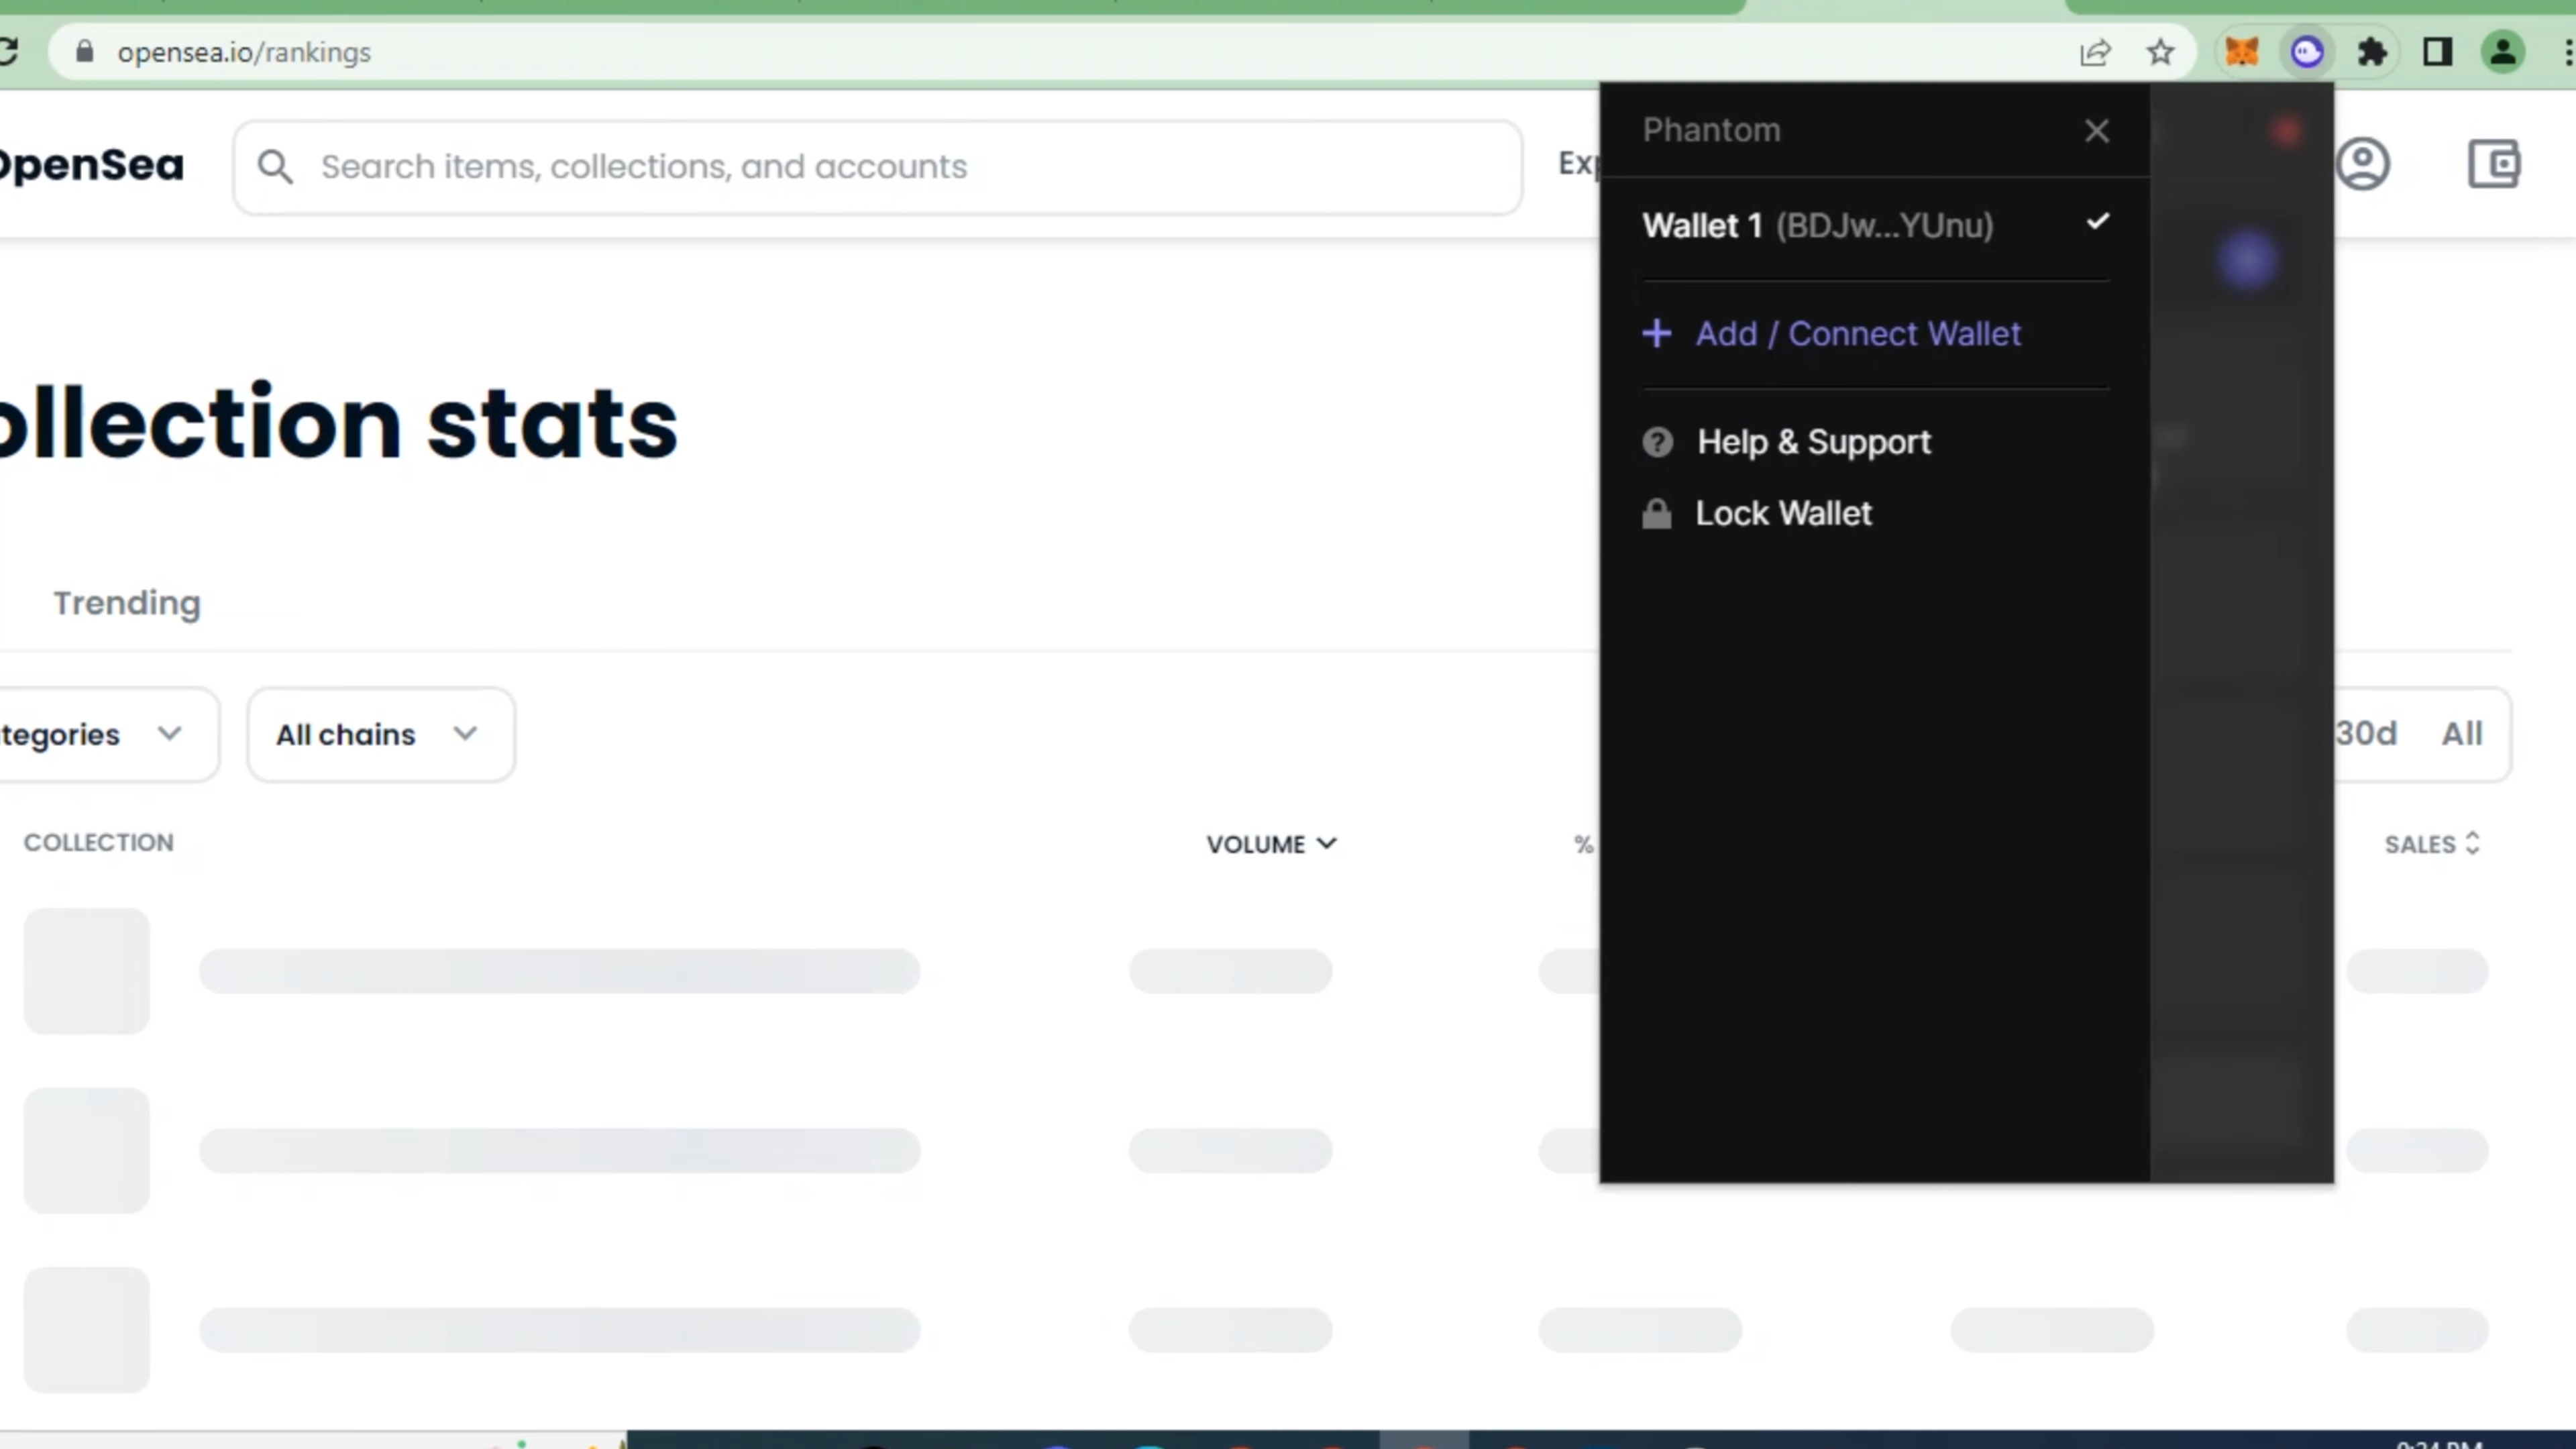 opensea.io/rankings
OpenSea
Search items, collections, and accounts
Phantom
Wallet 1 (BDJw...YUnu)
Add / Connect Wallet
Help & Support
Lock Wallet
ollection stats
Trending
tegories
All chains
30d All
COLLECTION
VOLUME
%
SALES